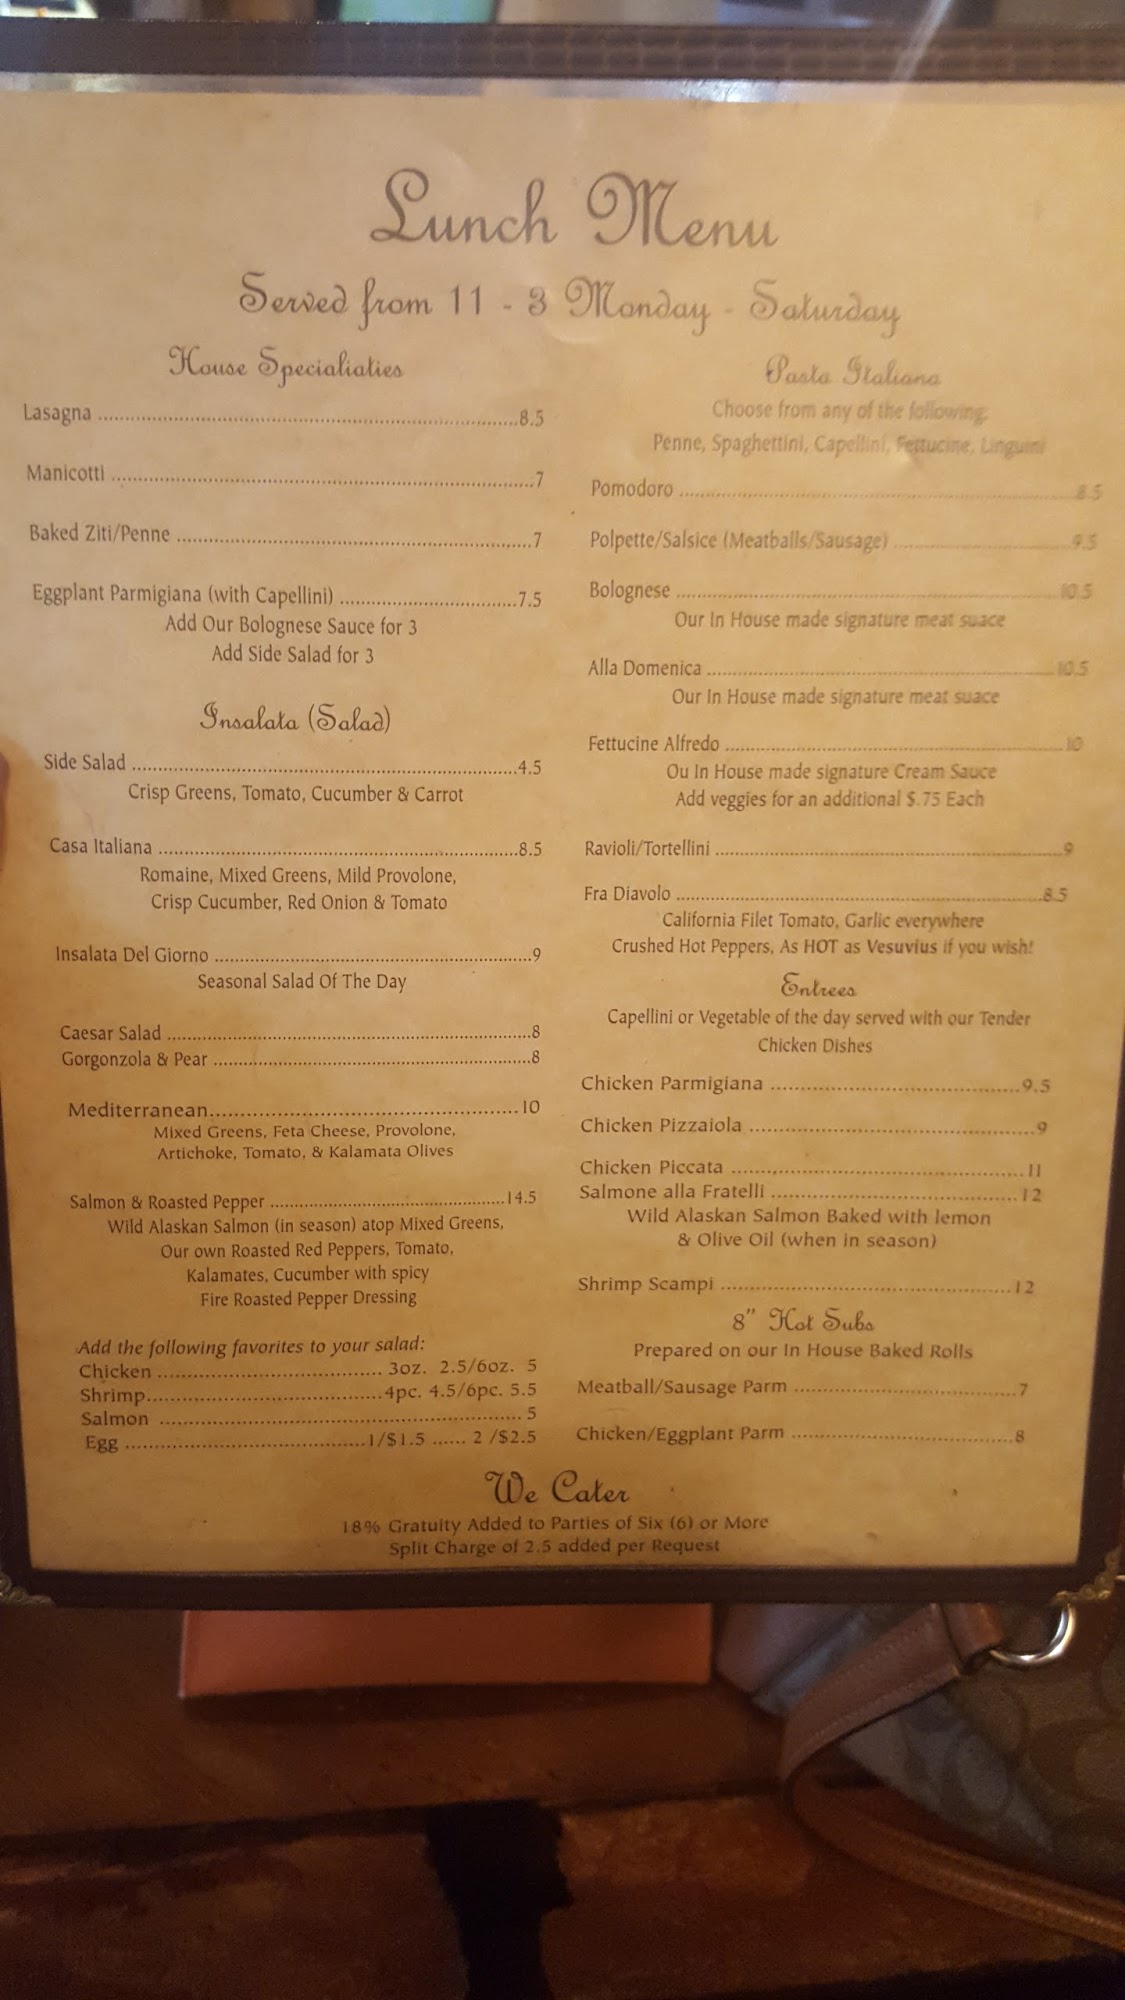 Lunch Menu
Served from 11 - 3 Monday - Saturday
House Specialiaties
Lasagna ........ 8.5
Manicotti ........ 7
Baked Ziti/Penne ........ 7
Eggplant Parmigiana (with Capellini) ........ 7.5
Add Our Bolognese Sauce for 3
Add Side Salad for 3
Insalata (Salad)
Side Salad ........ 4.5
Crisp Greens, Tomato, Cucumber & Carrot
Casa Italiana ........ 8.5
Romaine, Mixed Greens, Mild Provolone,
Crisp Cucumber, Red Onion & Tomato
Insalata Del Giorno ........ 9
Seasonal Salad Of The Day
Caesar Salad ........ 8
Gorgonzola & Pear ........ 8
Mediterranean ........ 10
Mixed Greens, Feta Cheese, Provolone,
Artichoke, Tomato, & Kalamata Olives
Salmon & Roasted Pepper ........ 14.5
Wild Alaskan Salmon (in season) atop Mixed Greens,
Our own Roasted Red Peppers, Tomato,
Kalamates, Cucumber with spicy
Fire Roasted Pepper Dressing
Add the following favorites to your salad:
Chicken ........ 3oz. 2.5/6oz. 5
Shrimp ........ 4pc. 4.5/6pc. 5.5
Salmon ........ 5
Egg ........ 1/$1.5 ...... 2 /$2.5
Pasta Italiana
Choose from any of the following;
Penne, Spaghettini, Capellini, Fettucine, Linguini
Pomodoro ........ 8.5
Polpette/Salsice (Meatballs/Sausage) ........ 9.5
Bolognese ........ 10.5
Our In House made signature meat suace
Alla Domenica ........ 10.5
Our In House made signature meat suace
Fettucine Alfredo ........ 10
Ou In House made signature Cream Sauce
Add veggies for an additional $.75 Each
Ravioli/Tortellini ........ 9
Fra Diavolo ........ 8.5
California Filet Tomato, Garlic everywhere
Crushed Hot Peppers, As HOT as Vesuvius if you wish!
Entrees
Capellini or Vegetable of the day served with our Tender
Chicken Dishes
Chicken Parmigiana ........ 9.5
Chicken Pizzaiola ........ 9
Chicken Piccata ........ 11
Salmone alla Fratelli ........ 12
Wild Alaskan Salmon Baked with lemon
& Olive Oil (when in season)
Shrimp Scampi ........ 12
8" Hot Subs
Prepared on our In House Baked Rolls
Meatball/Sausage Parm ........ 7
Chicken/Eggplant Parm ........ 8
We Cater
18% Gratuity Added to Parties of Six (6) or More
Split Charge of 2.5 added per Request